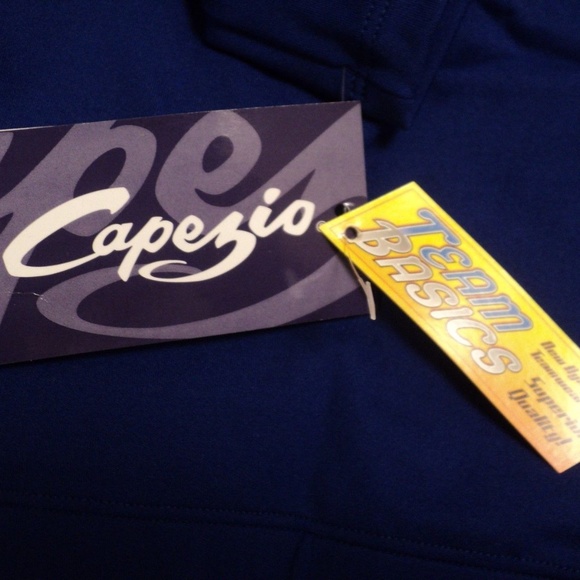 Capezio
TEAM
BASICS
Superior
Quality!